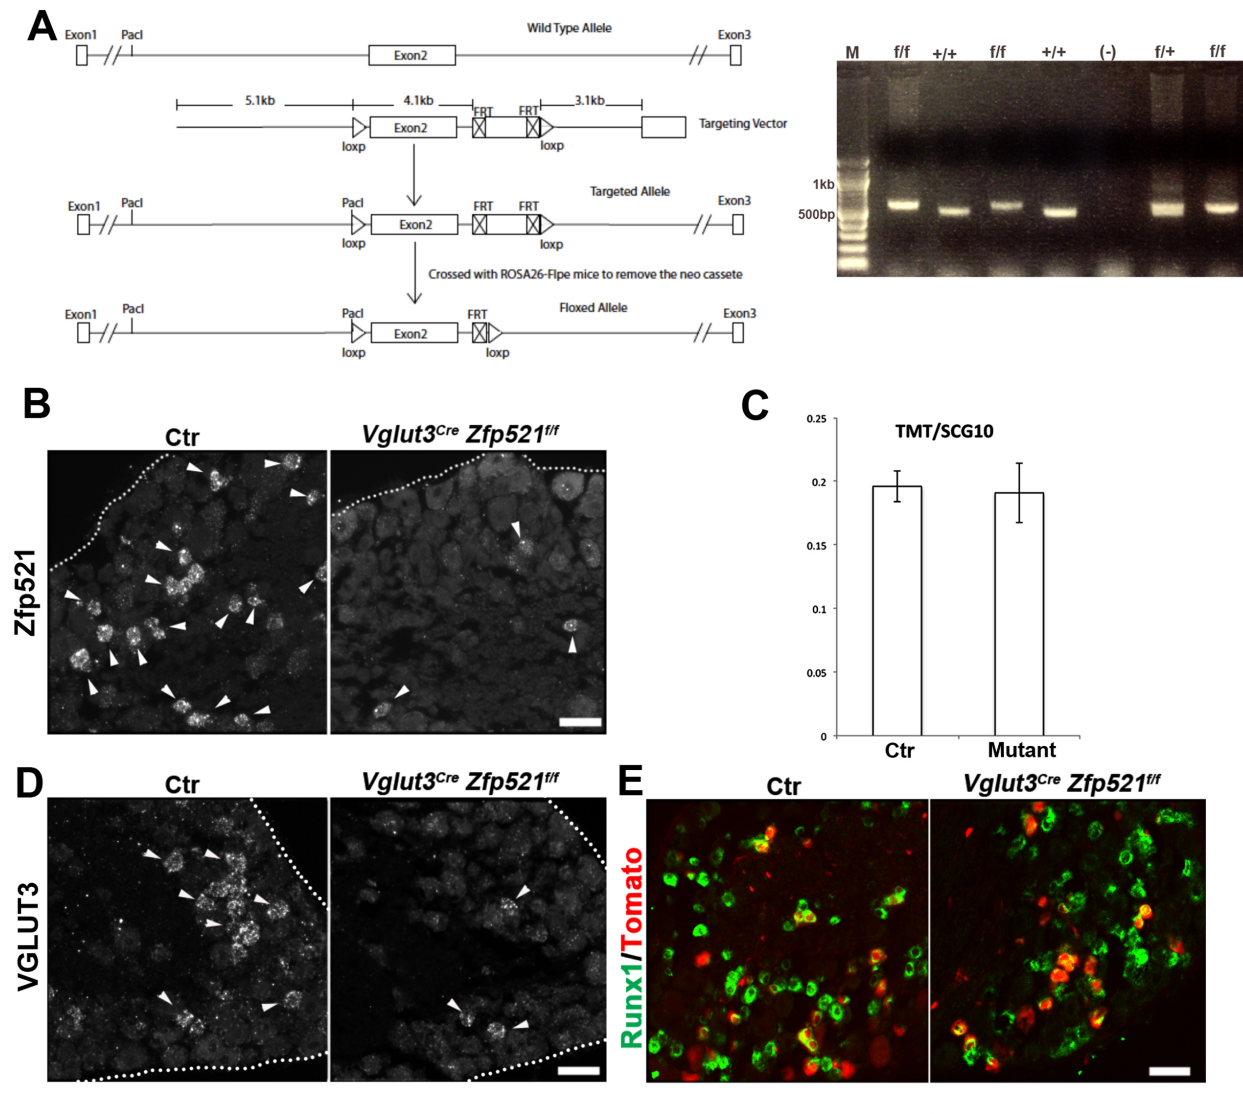 A
Exon1 PacI Wild Type Allele Exon3
Exon2
5.1kb 4.1kb 3.1kb
FRT FRT
Exon2 Targeting Vector
loxp loxp
Targeted Allele
Exon1 PacI PacI FRT FRT Exon3
Exon2
loxp loxp
Crossed with ROSA26-Flpe mice to remove the neo cassete
Floxed Allele
Exon1 PacI PacI FRT Exon3
Exon2
loxp loxp
M f/f +/+ f/f +/+ (-) f/+ f/f
1kb
500bp
B
Ctr Vglut3Cre Zfp521f/f
Zfp521
C
TMT/SCG10
0.25
0.2
0.15
0.1
0.05
0
Ctr Mutant
D
Ctr Vglut3Cre Zfp521f/f
VGLUT3
E
Ctr Vglut3Cre Zfp521f/f
Runx1/Tomato